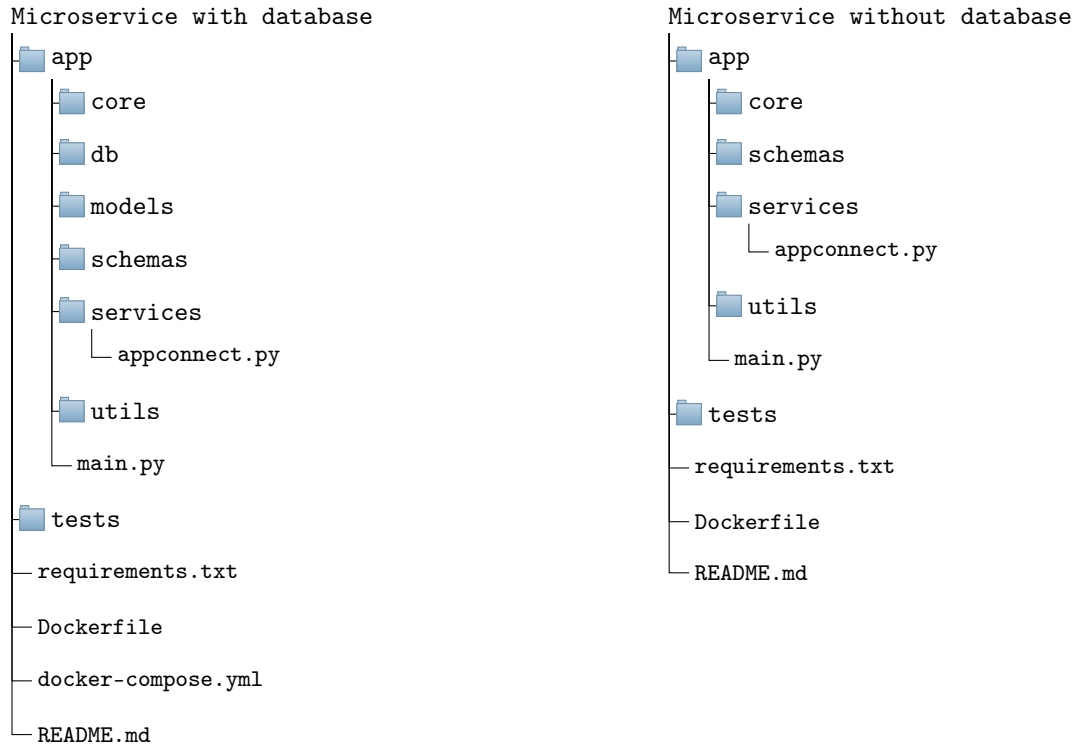 Microservice with database
app
core
db
models
schemas
services
appconnect.py
utils
main.py
tests
requirements.txt
Dockerfile
docker-compose.yml
README.md
Microservice without database
app
core
schemas
services
appconnect.py
utils
main.py
tests
requirements.txt
Dockerfile
README.md